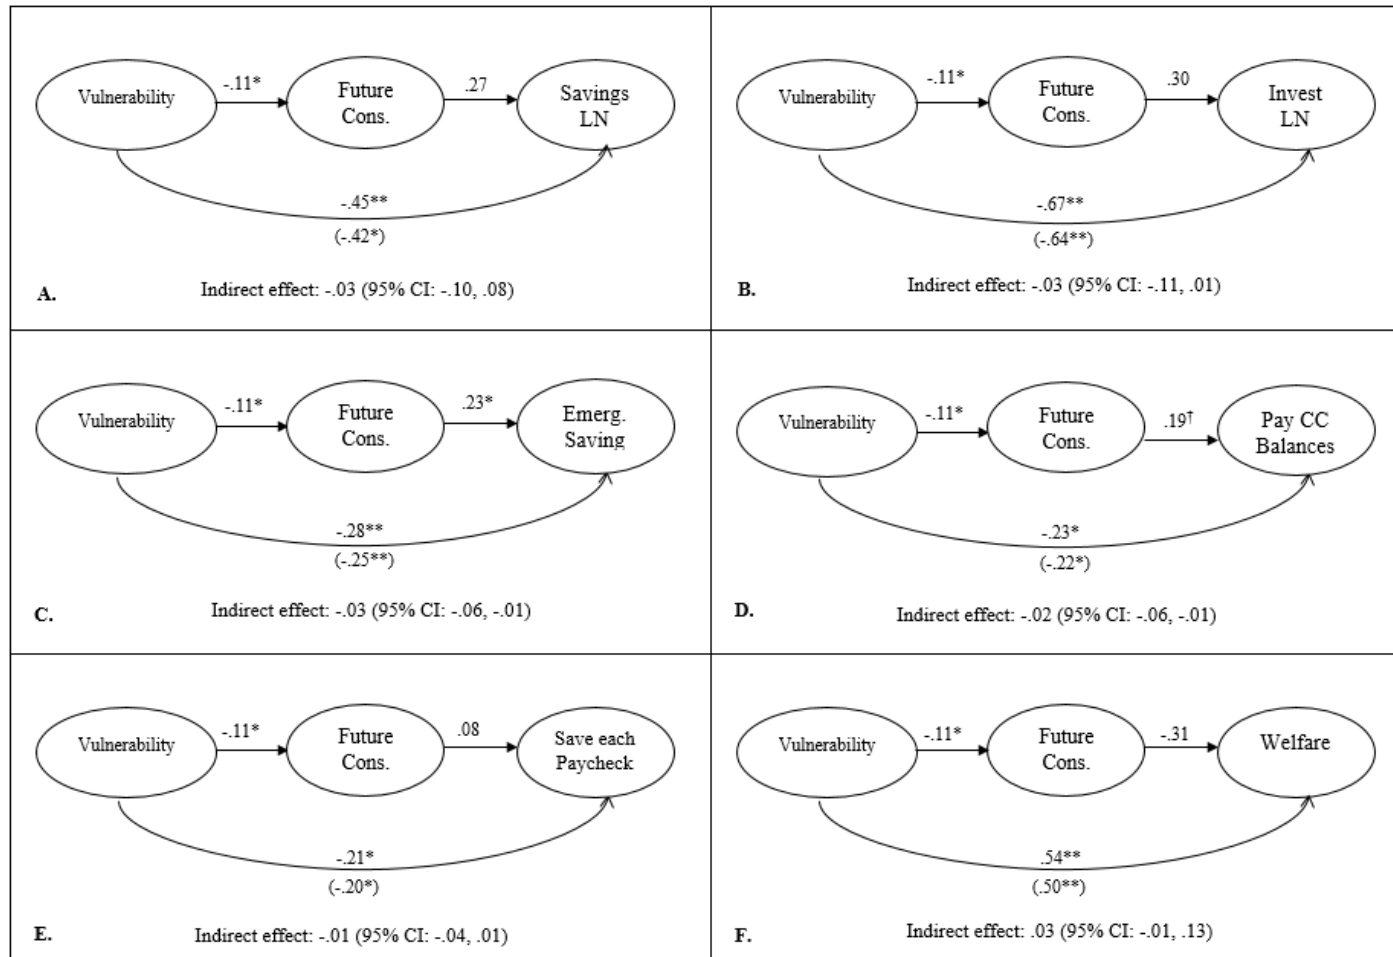 Vulnerability
-.11*
Future
Cons.
.27
Savings
LN
-.45**
(-.42*)
A.
Indirect effect: -.03 (95% CI: -.10, .08)
Vulnerability
-.11*
Future
Cons.
.30
Invest
LN
-.67**
(-.64**)
B.
Indirect effect: -.03 (95% CI: -.11, .01)
Vulnerability
-.11*
Future
Cons.
.23*
Emerg.
Saving
-.28**
(-.25**)
C.
Indirect effect: -.03 (95% CI: -.06, -.01)
Vulnerability
-.11*
Future
Cons.
.19†
Pay CC
Balances
-.23*
(-.22*)
D.
Indirect effect: -.02 (95% CI: -.06, -.01)
Vulnerability
-.11*
Future
Cons.
.08
Save each
Paycheck
-.21*
(-.20*)
E.
Indirect effect: -.01 (95% CI: -.04, .01)
Vulnerability
-.11*
Future
Cons.
-.31
Welfare
.54**
(.50**)
F.
Indirect effect: .03 (95% CI: -.01, .13)